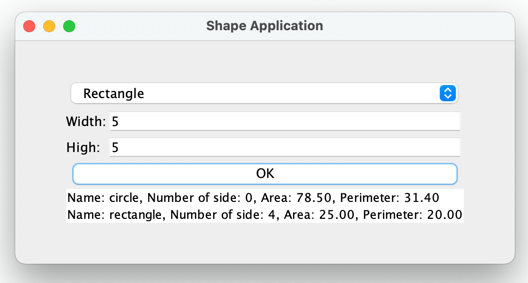 Shape Application
Rectangle
Width: 5
High: 5
OK
Name: circle, Number of side: 0, Area: 78.50, Perimeter: 31.40
Name: rectangle, Number of side: 4, Area: 25.00, Perimeter: 20.00